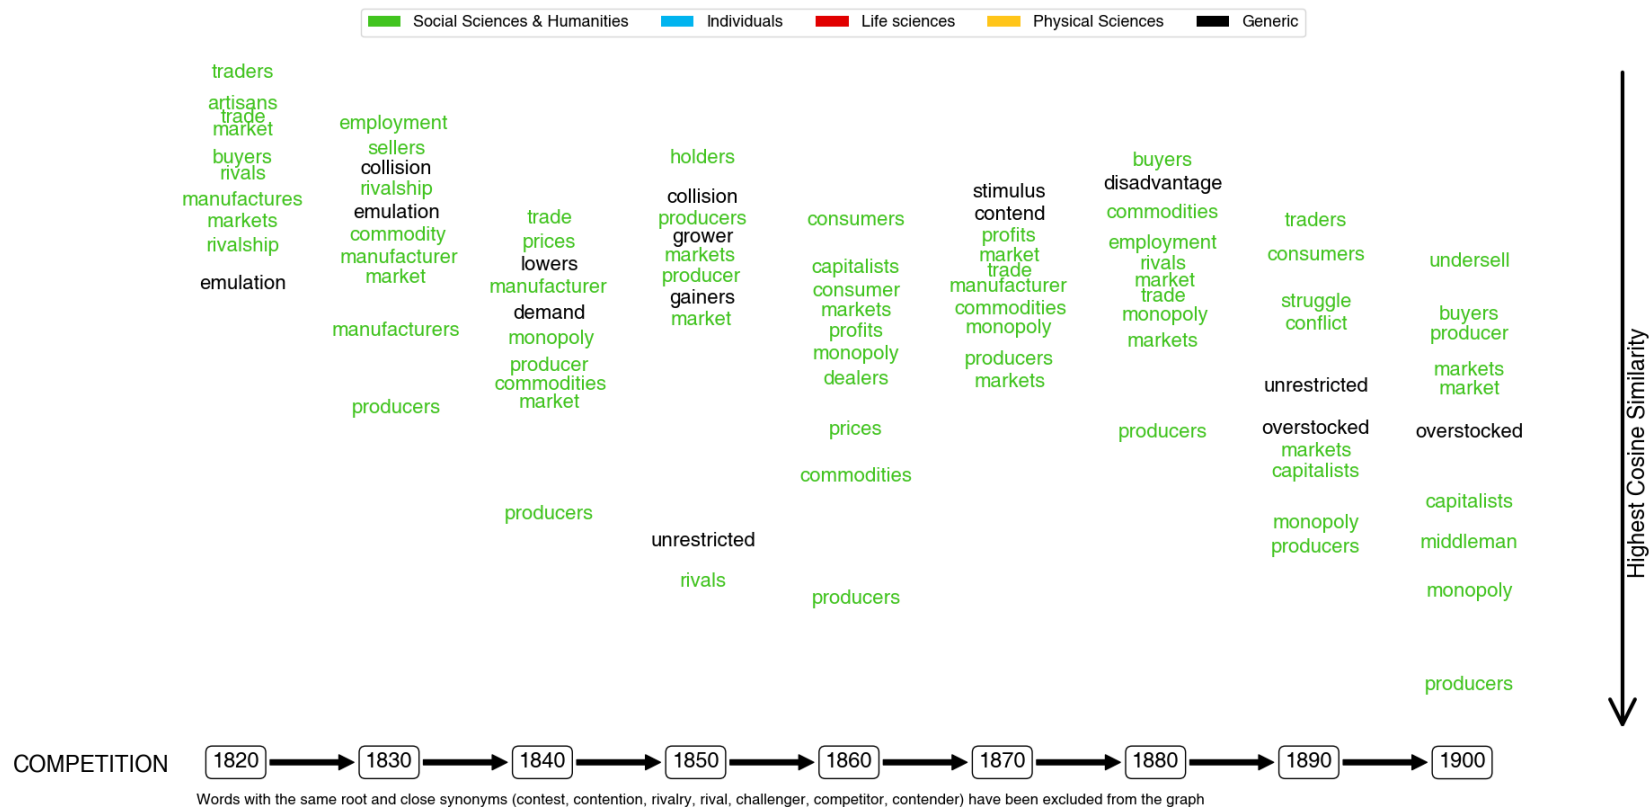 Social Sciences & Humanities Individuals Life sciences Physical Sciences Generic
traders
artisans
trade
market
buyers
rivals
manufactures
markets
rivalship
emulation
employment
sellers
collision
rivalship
emulation
commodity
manufacturer
market
manufacturers
producers
trade
prices
lowers
manufacturer
demand
monopoly
producer
commodities
market
producers
holders
collision
producers
grower
markets
producer
gainers
market
unrestricted
rivals
consumers
capitalists
consumer
markets
profits
monopoly
dealers
prices
commodities
producers
stimulus
contend
profits
market
trade
manufacturer
commodities
monopoly
producers
markets
buyers
disadvantage
commodities
employment
rivals
market
trade
monopoly
markets
producers
traders
consumers
struggle
conflict
unrestricted
overstocked
markets
capitalists
monopoly
producers
undersell
buyers
producer
markets
market
overstocked
capitalists
middleman
monopoly
producers
Highest Cosine Similarity
COMPETITION 1820 1830 1840 1850 1860 1870 1880 1890 1900
Words with the same root and close synonyms (contest, contention, rivalry, rival, challenger, competitor, contender) have been excluded from the graph